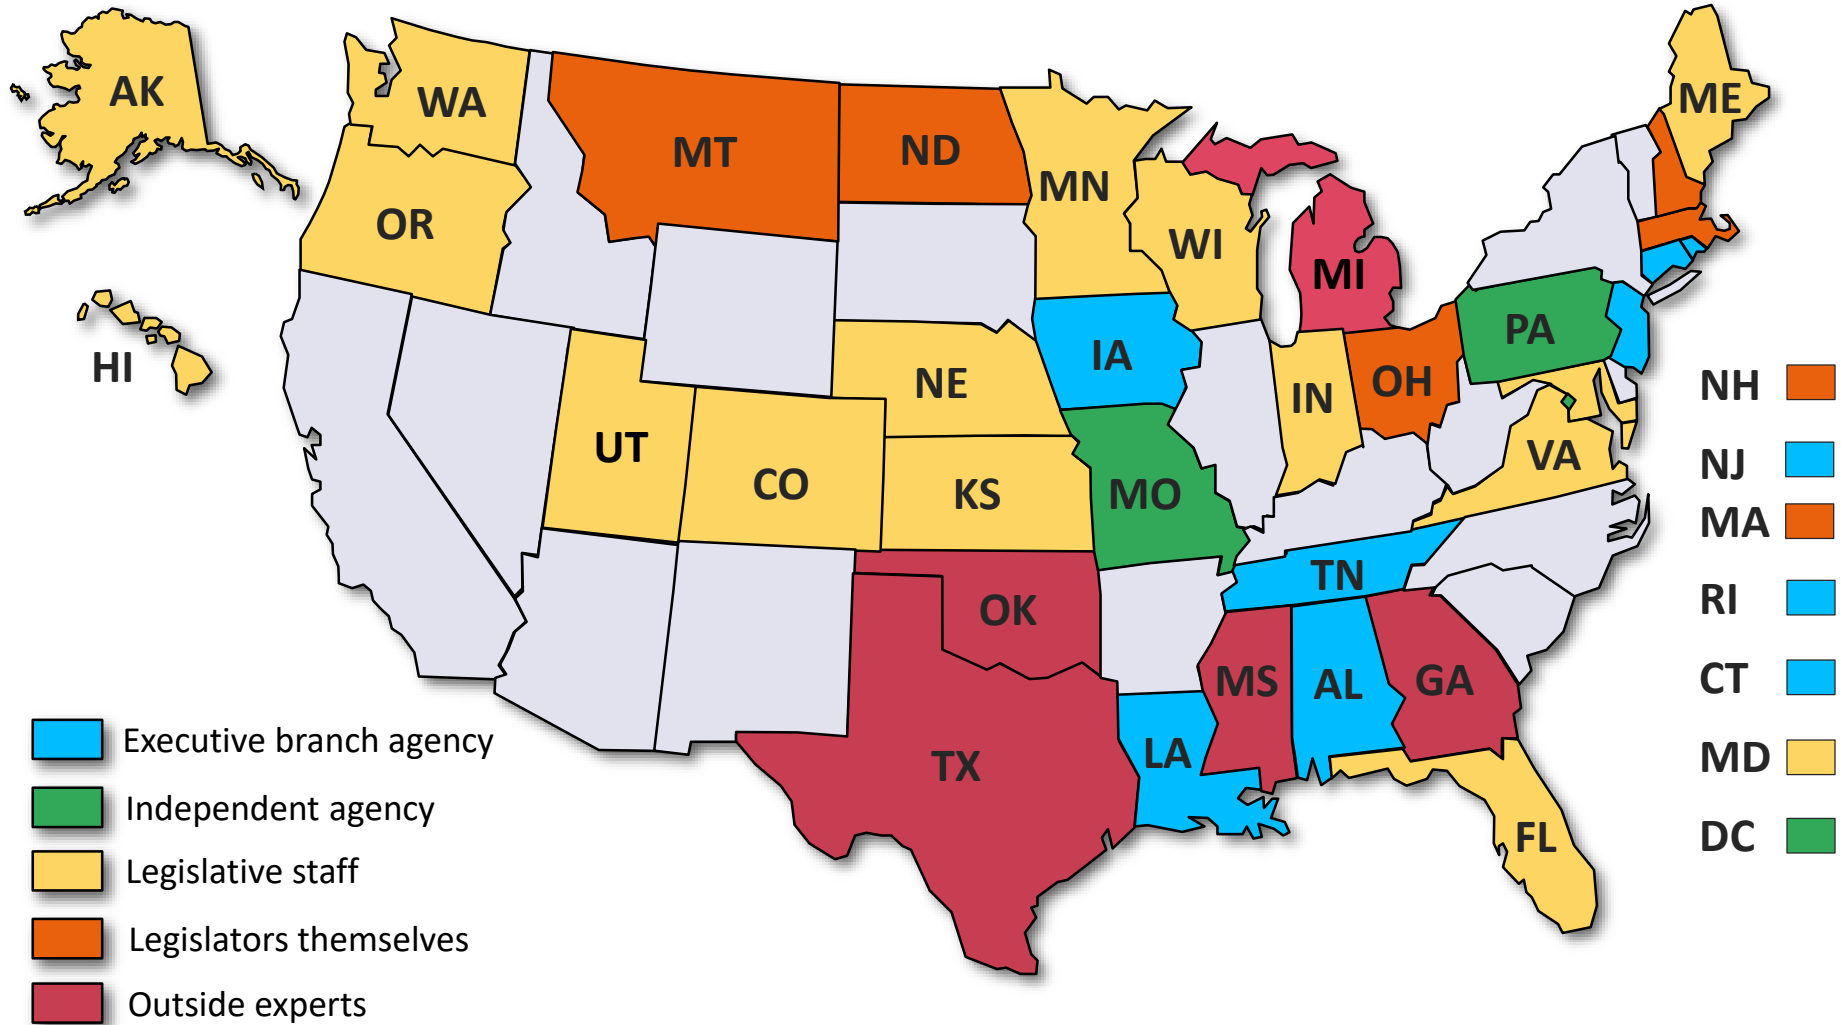 AK
WA
ME
MT
ND
MN
OR
WI
MI
PA
HI
IA
NE
IN
OH
NH
UT
VA
NJ
CO
KS
MO
MA
TN
RI
OK
MS
AL
GA
CT
Executive branch agency
LA
TX
MD
Independent agency
FL
DC
Legislative staff
Legislators themselves
Outside experts